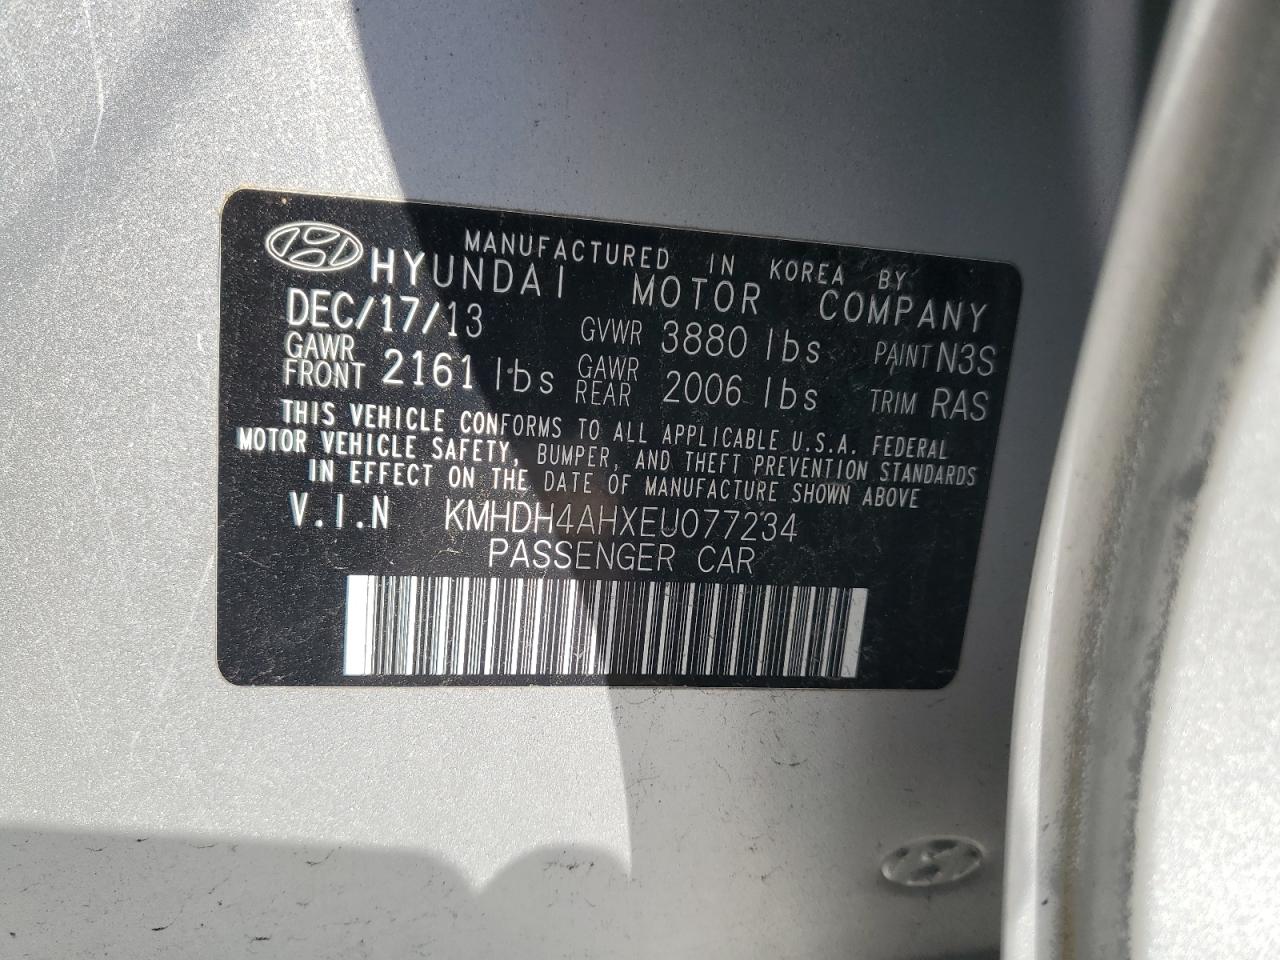 MANUFACTURED IN KOREA BY
HYUNDAI MOTOR COMPANY
DEC/17/13 GVWR 3880 lbs PAINT N3S
GAWR FRONT 2161 lbs GAWR REAR 2006 lbs TRIM RAS
THIS VEHICLE CONFORMS TO ALL APPLICABLE U.S.A. FEDERAL
MOTOR VEHICLE SAFETY, BUMPER, AND THEFT PREVENTION STANDARDS
IN EFFECT ON THE DATE OF MANUFACTURE SHOWN ABOVE
V.I.N KMHDH4AHXEU077234
PASSENGER CAR